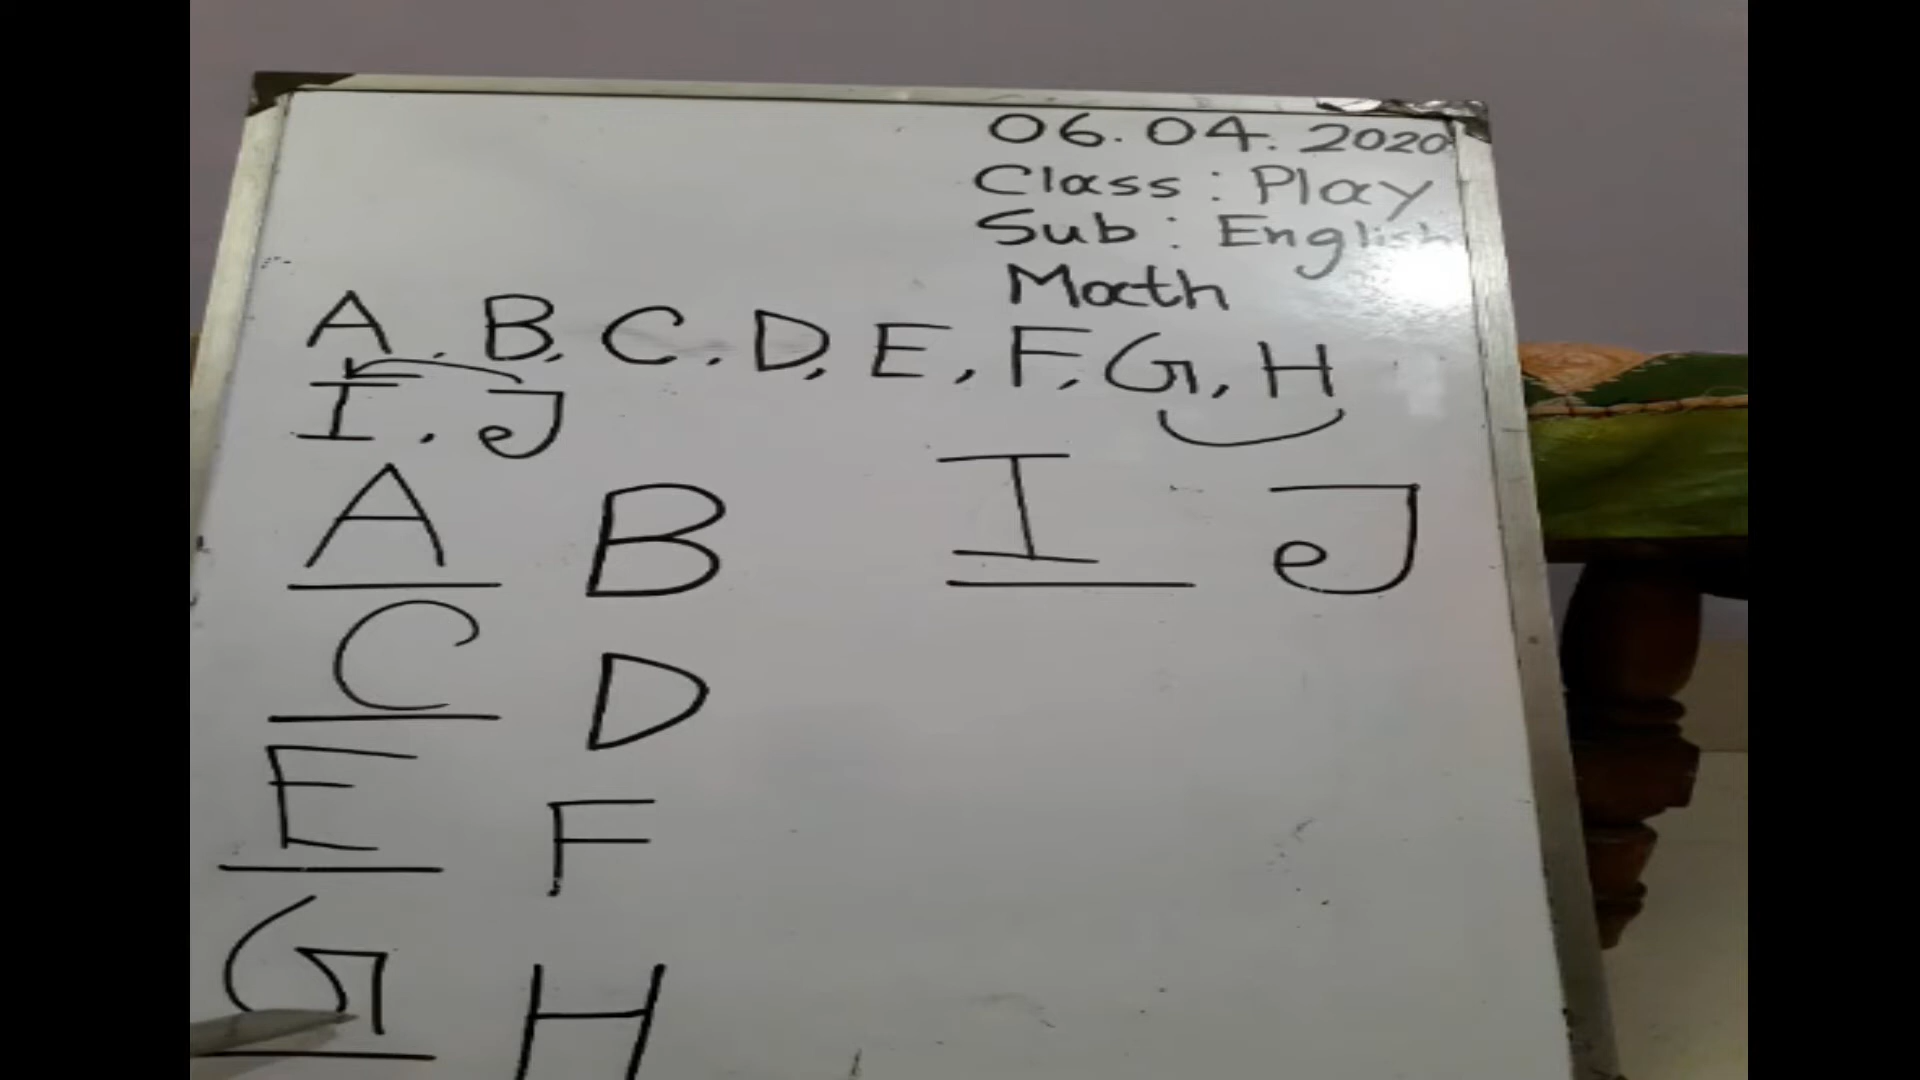 06.04.2020
Class : Play
Sub : English
Math
A, B, C, D, E, F, G, H
I, J
A B I J
C D
E F
G H